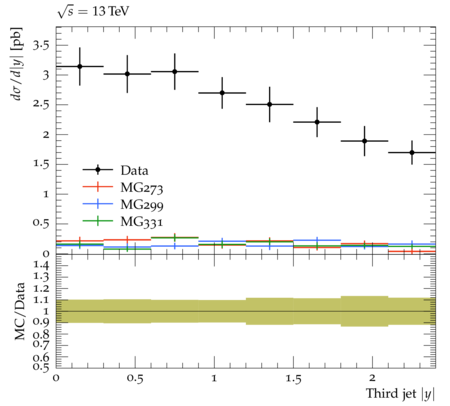 √s = 13 TeV
dσ/d|y| [pb]
3.5
3
2.5
2
1.5
1
0.5
0
Data
MG273
MG299
MG331
MC/Data
1.4
1.3
1.2
1.1
1
0.9
0.8
0.7
0.6
0.5
0 0.5 1 1.5 2
Third jet |y|